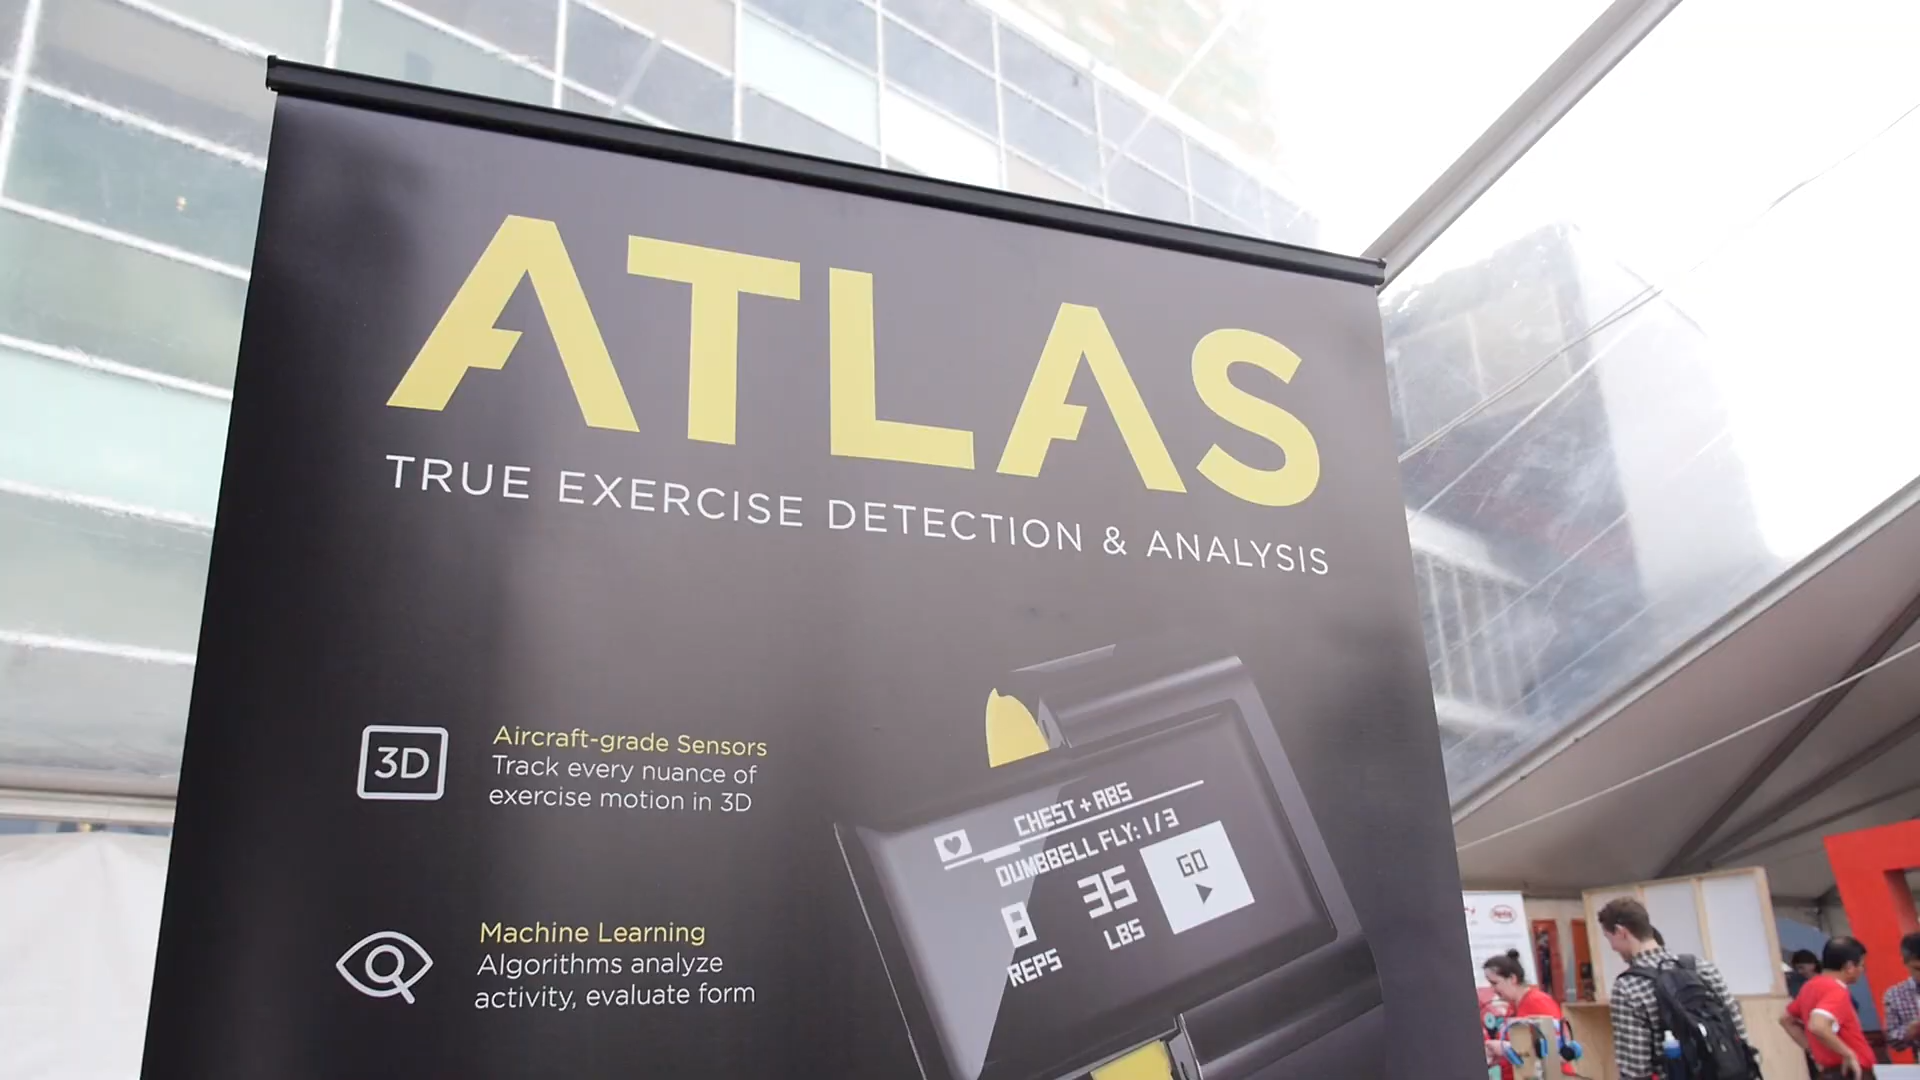 ATLAS
TRUE EXERCISE DETECTION & ANALYSIS
3D
Aircraft-grade Sensors
Track every nuance of
exercise motion in 3D
Machine Learning
Algorithms analyze
activity, evaluate form
CHEST + ABS
DUMBBELL FLY: 1/3
8
REPS
35
LBS
GO